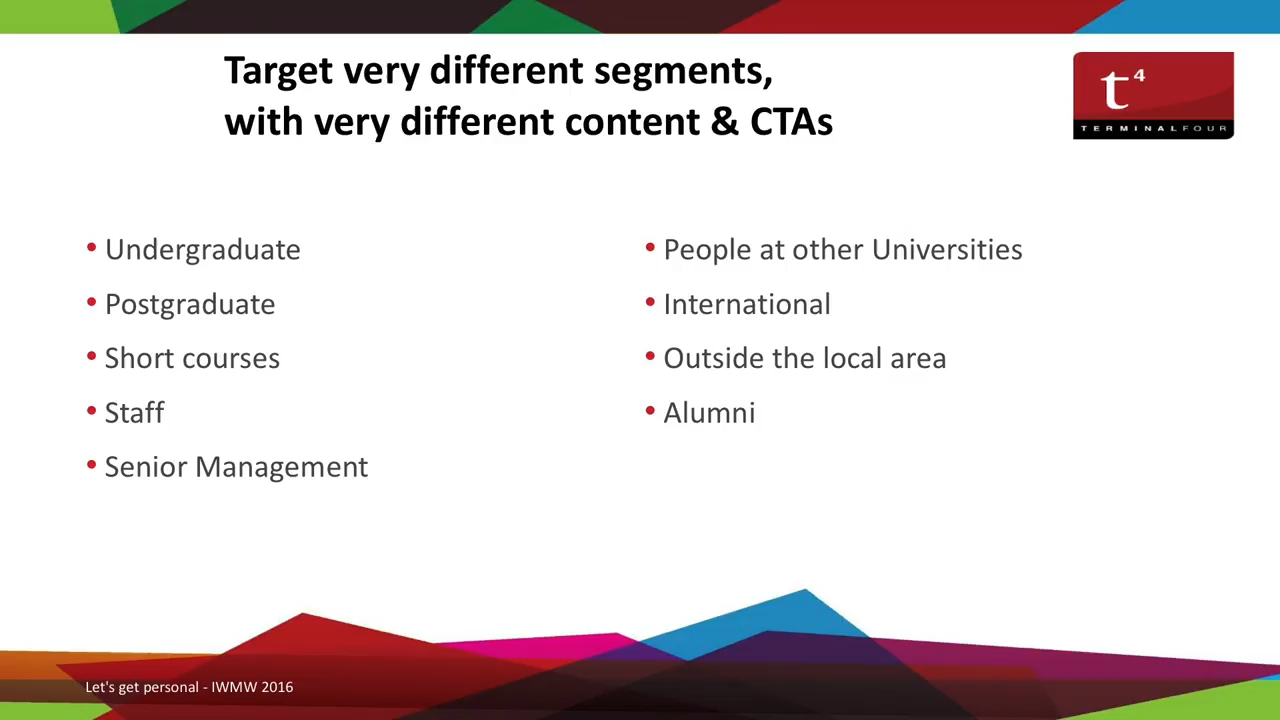 Target very different segments,
with very different content & CTAs
t4
TERMINALFOUR
• Undergraduate
• Postgraduate
• Short courses
• Staff
• Senior Management
• People at other Universities
• International
• Outside the local area
• Alumni
Let's get personal - IWMW 2016